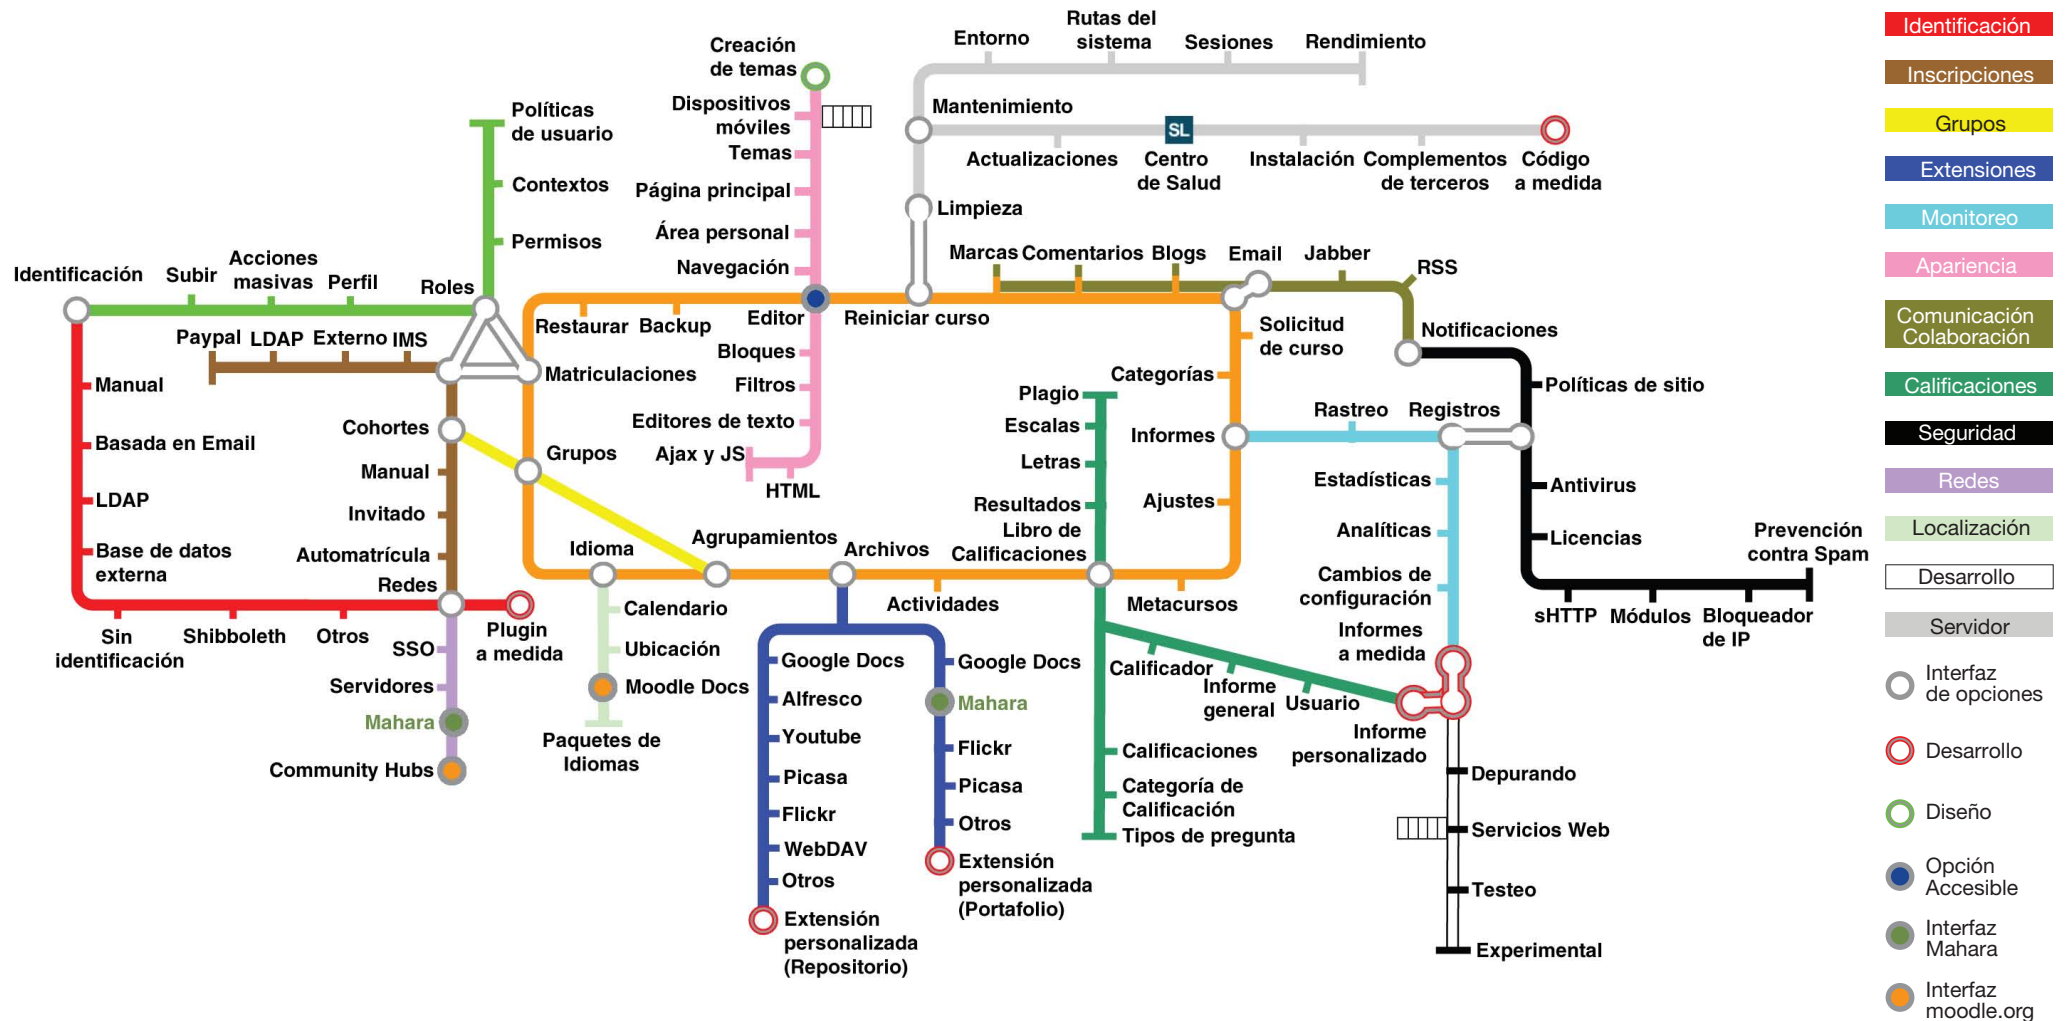 Creación
de temas
Dispositivos
móviles
Temas
Página principal
Área personal
Navegación
Editor
Bloques
Filtros
Editores de texto
Ajax y JS
HTML
Entorno
Rutas del
sistema
Sesiones
Rendimiento
Mantenimiento
Actualizaciones
SL
Centro
de Salud
Instalación
Complementos
de terceros
Código
a medida
Limpieza
Reiniciar curso
Marcas
Comentarios
Blogs
Email
Jabber
RSS
Notificaciones
Políticas
de usuario
Contextos
Permisos
Identificación
Subir
Acciones
masivas
Perfil
Roles
Paypal
LDAP
Externo
IMS
Matriculaciones
Restaurar
Backup
Manual
Basada en Email
LDAP
Base de datos
externa
Sin
identificación
Shibboleth
Otros
Plugin
a medida
Cohortes
Manual
Invitado
Automatrícula
Redes
SSO
Servidores
Mahara
Community Hubs
Grupos
Agrupamientos
Idioma
Calendario
Ubicación
Moodle Docs
Paquetes de
Idiomas
Archivos
Actividades
Google Docs
Alfresco
Youtube
Picasa
Flickr
WebDAV
Otros
Extensión
personalizada
(Repositorio)
Google Docs
Mahara
Flickr
Picasa
Otros
Extensión
personalizada
(Portafolio)
Solicitud
de curso
Categorías
Informes
Ajustes
Metacursos
Plagio
Escalas
Letras
Resultados
Libro de
Calificaciones
Calificador
Informe
general
Usuario
Informe
personalizado
Calificaciones
Categoría de
Calificación
Tipos de pregunta
Rastreo
Registros
Estadísticas
Analíticas
Cambios de
configuración
Informes
a medida
Depurando
Servicios Web
Testeo
Experimental
Políticas de sitio
Antivirus
Licencias
Prevención
contra Spam
sHTTP
Módulos
Bloqueador
de IP
Identificación
Inscripciones
Grupos
Extensiones
Monitoreo
Apariencia
Comunicación
Colaboración
Calificaciones
Seguridad
Redes
Localización
Desarrollo
Servidor
Interfaz
de opciones
Desarrollo
Diseño
Opción
Accesible
Interfaz
Mahara
Interfaz
moodle.org